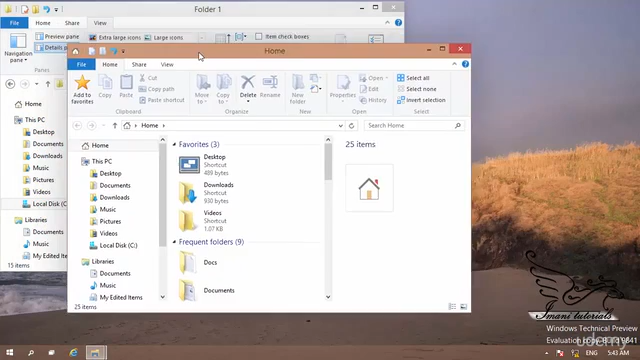 Folder 1
File Home Share View
Preview pane
Details p
Navigation pane
Extra large icons Large icons
Item check boxes
Panes
Home
This PC
Desktop
Documents
Downloads
Music
Pictures
Videos
Local Disk (C
Libraries
Documents
Music
My Edited I
15 items
Home
File Home Share View
Add to favorites
Copy
Paste
Cut
Copy path
Paste shortcut
Move to
Copy to
Delete
Rename
New folder
Properties
Open
Edit
History
Select all
Select none
Invert selection
Clipboard Organize New Open Select
Home
Search Home
Home
This PC
Desktop
Documents
Downloads
Music
Pictures
Videos
Local Disk (C:)
Libraries
Documents
Music
My Edited Items
Favorites (3)
Desktop
Shortcut
489 bytes
Downloads
Shortcut
930 bytes
Videos
Shortcut
1.07 KB
Frequent folders (9)
Docs
Documents
25 items
25 items
Imani tutorials
Windows Technical Preview
Evaluation copy. Build 9841
udemy
ENG 5:43 AM